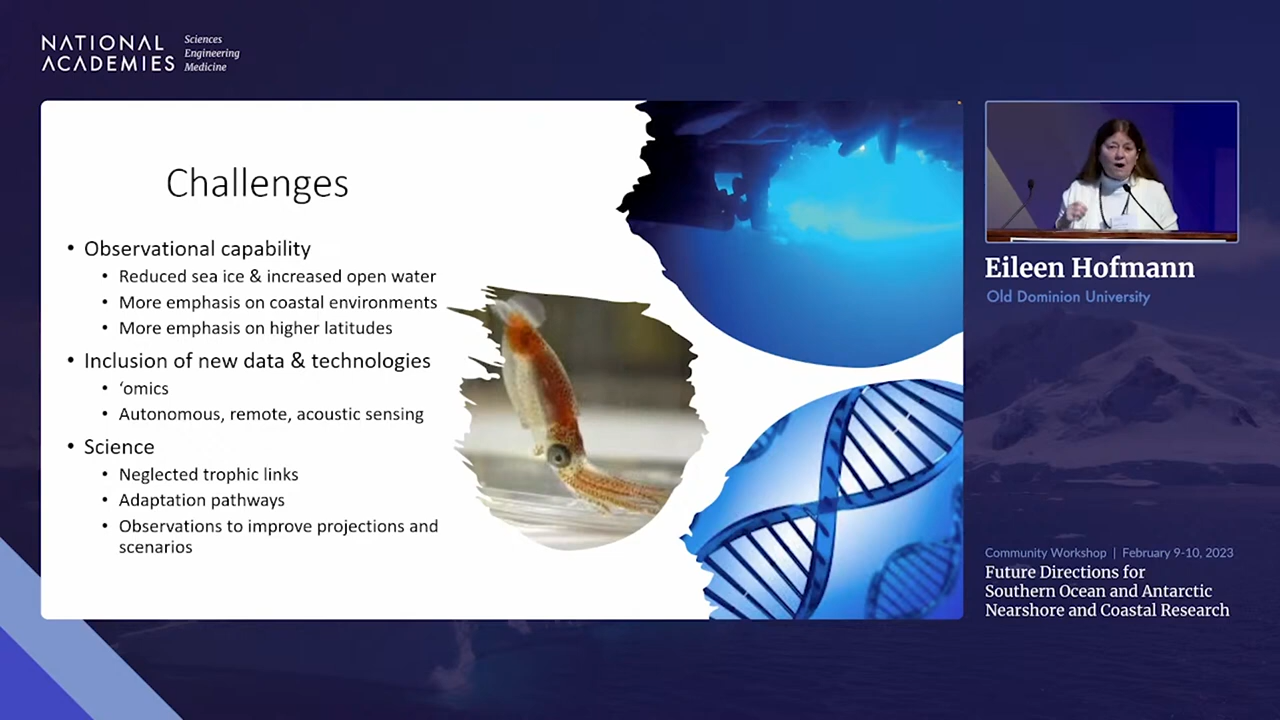 NATIONAL
ACADEMIES
Sciences
Engineering
Medicine
Challenges
• Observational capability
• Reduced sea ice & increased open water
• More emphasis on coastal environments
• More emphasis on higher latitudes
• Inclusion of new data & technologies
• ‘omics
• Autonomous, remote, acoustic sensing
• Science
• Neglected trophic links
• Adaptation pathways
• Observations to improve projections and
scenarios
Eileen Hofmann
Old Dominion University
Community Workshop | February 9-10, 2023
Future Directions for
Southern Ocean and Antarctic
Nearshore and Coastal Research